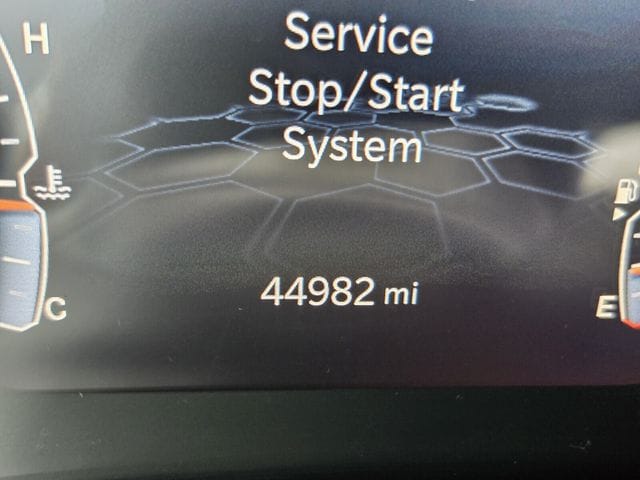 H
Service
Stop/Start
System
44982 mi
C
E